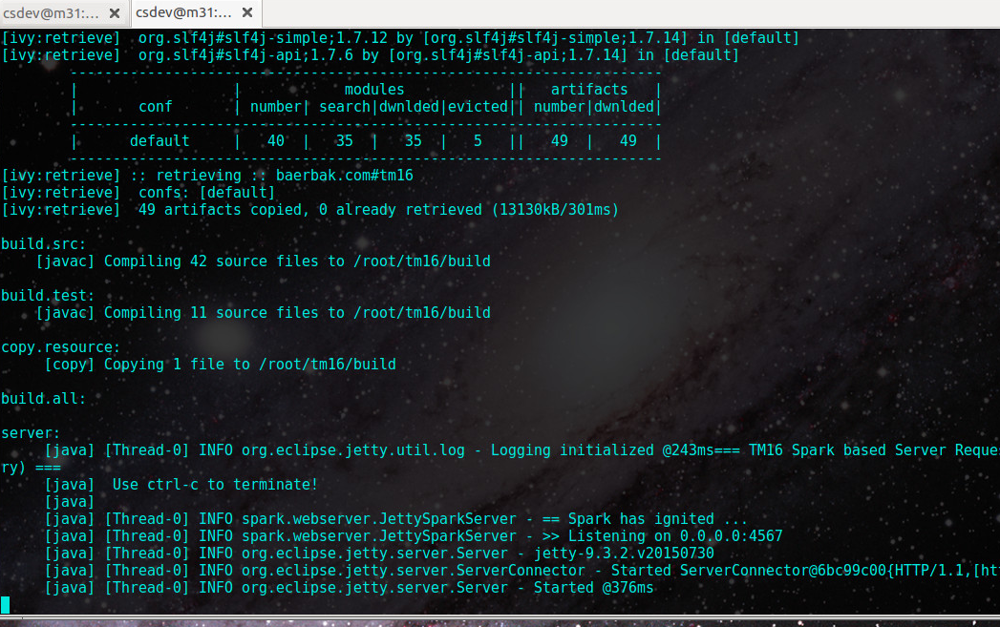 csdev@m31:... × csdev@m31:... ×
[ivy:retrieve]  org.slf4j#slf4j-simple;1.7.12 by [org.slf4j#slf4j-simple;1.7.14] in [default]
[ivy:retrieve]  org.slf4j#slf4j-api;1.7.6 by [org.slf4j#slf4j-api;1.7.14] in [default]
---------------------------------------------------------------------
|                  |            modules            ||   artifacts   |
|       conf       | number| search|dwnlded|evicted|| number|dwnlded|
---------------------------------------------------------------------
|      default     |   40  |   35  |   35  |   5   ||   49  |   49  |
---------------------------------------------------------------------
[ivy:retrieve] :: retrieving :: baerbak.com#tm16
[ivy:retrieve]  confs: [default]
[ivy:retrieve]  49 artifacts copied, 0 already retrieved (13130kB/301ms)
build.src:
[javac] Compiling 42 source files to /root/tm16/build
build.test:
[javac] Compiling 11 source files to /root/tm16/build
copy.resource:
[copy] Copying 1 file to /root/tm16/build
build.all:
server:
[java] [Thread-0] INFO org.eclipse.jetty.util.log - Logging initialized @243ms=== TM16 Spark based Server Reque
ry) ===
[java]  Use ctrl-c to terminate!
[java]
[java] [Thread-0] INFO spark.webserver.JettySparkServer - == Spark has ignited ...
[java] [Thread-0] INFO spark.webserver.JettySparkServer - >> Listening on 0.0.0.0:4567
[java] [Thread-0] INFO org.eclipse.jetty.server.Server - jetty-9.3.2.v20150730
[java] [Thread-0] INFO org.eclipse.jetty.server.ServerConnector - Started ServerConnector@6bc99c00{HTTP/1.1,[ht
[java] [Thread-0] INFO org.eclipse.jetty.server.Server - Started @376ms